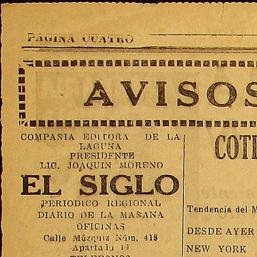 PAGINA CUATRO
AVISOS
COMPAÑIA EDITORA DE LA
LAGUNA
PRESIDENTE
LIC. JOAQUIN MORENO
EL SIGLO
PERIODICO REGIONAL
DIARIO DE LA MAÑANA
OFICINAS
Calle Múzquiz Núm. 418
Apartado 19
TELEFONOS
COTI
Tendencia del M
DESDE AYER
NEW YORK